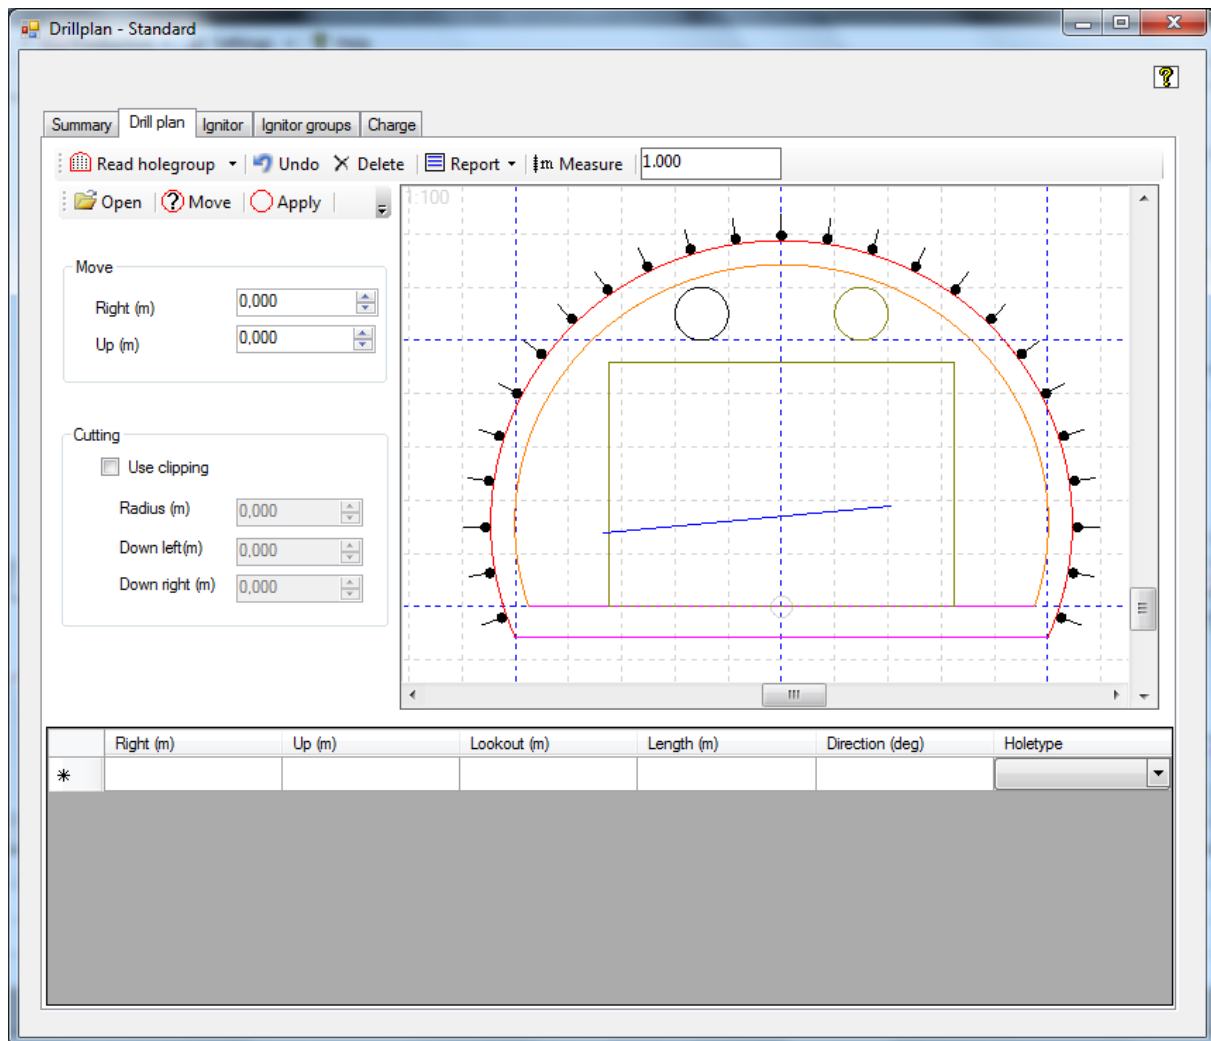 Drillplan - Standard
Summary Drill plan Ignitor Ignitor groups Charge
Read holegroup Undo Delete Report m Measure 1.000
Open Move Apply
1:100
Move
Right (m) 0,000
Up (m) 0,000
Cutting
Use clipping
Radius (m) 0,000
Down left(m) 0,000
Down right (m) 0,000
Right (m) Up (m) Lookout (m) Length (m) Direction (deg) Holetype